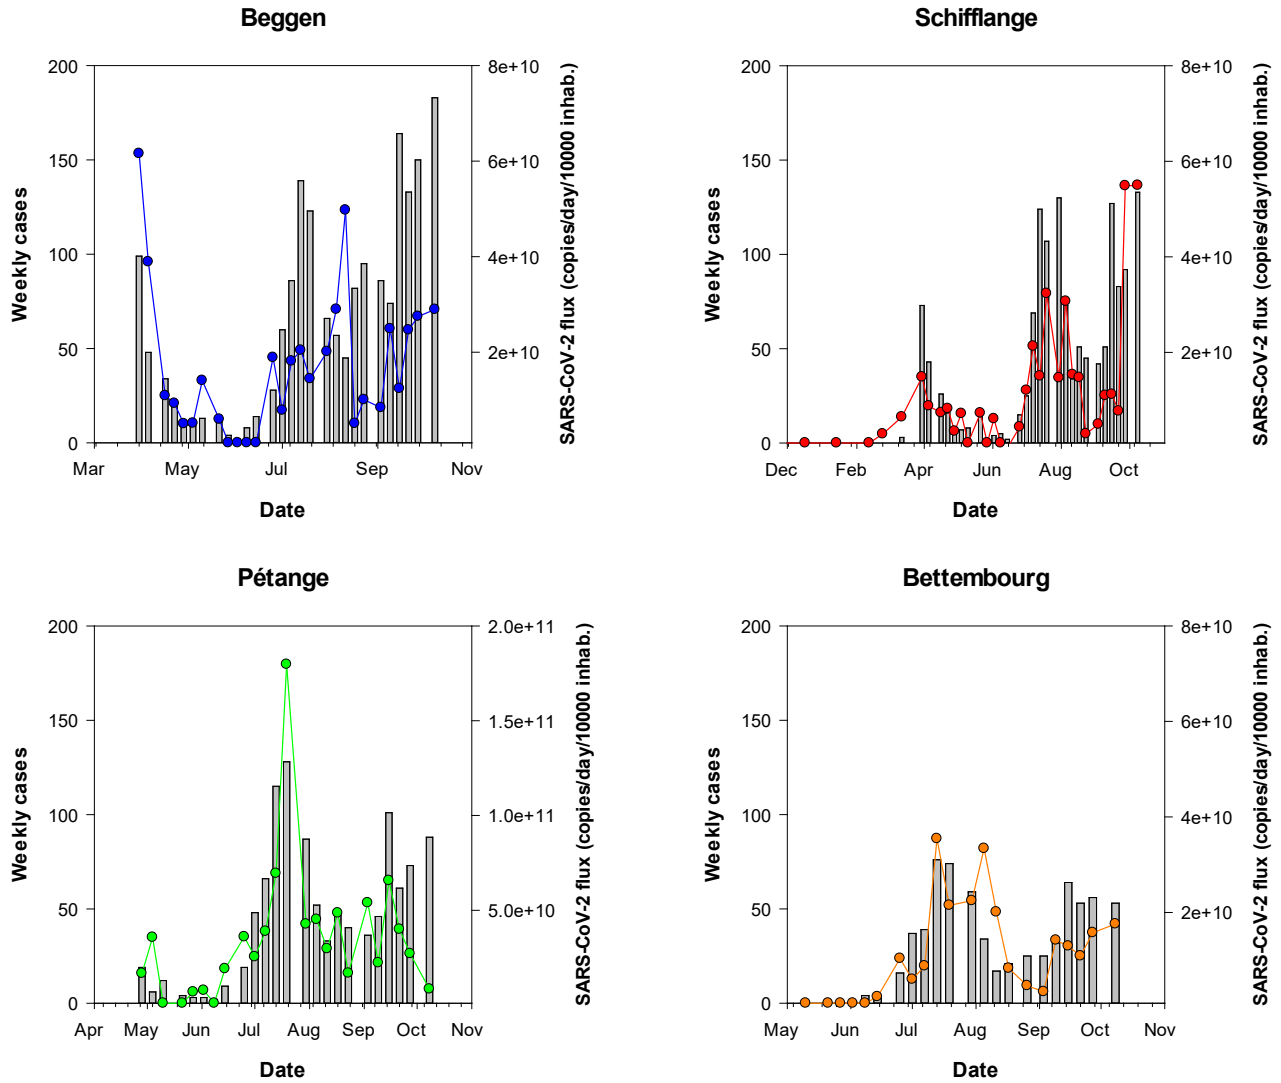 Beggen
200
150
100
50
0
8e+10
6e+10
4e+10
2e+10
Mar May Jul Sep Nov
Weekly cases
SARS-CoV-2 flux (copies/day/10000 inhab.)
Date
Schifflange
200
150
100
50
0
8e+10
6e+10
4e+10
2e+10
Dec Feb Apr Jun Aug Oct
Weekly cases
SARS-CoV-2 flux (copies/day/10000 inhab.)
Date
Pétange
200
150
100
50
0
2.0e+11
1.5e+11
1.0e+11
5.0e+10
Apr May Jun Jul Aug Sep Oct Nov
Weekly cases
SARS-CoV-2 flux (copies/day/10000 inhab.)
Date
Bettembourg
200
150
100
50
0
8e+10
6e+10
4e+10
2e+10
May Jun Jul Aug Sep Oct Nov
Weekly cases
SARS-CoV-2 flux (copies/day/10000 inhab.)
Date